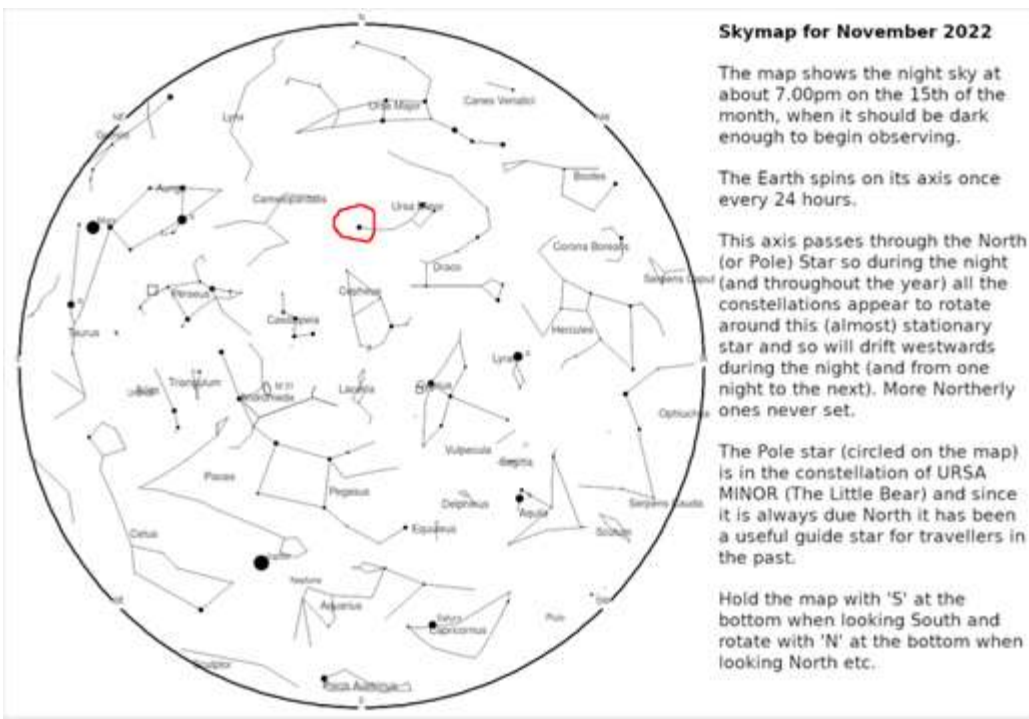 Skymap for November 2022
The map shows the night sky at
about 7.00pm on the 15th of the
month, when it should be dark
enough to begin observing.
The Earth spins on its axis once
every 24 hours.
This axis passes through the North
(or Pole) Star so during the night
(and throughout the year) all the
constellations appear to rotate
around this (almost) stationary
star and so will drift westwards
during the night (and from one
night to the next). More Northerly
ones never set.
The Pole star (circled on the map)
is in the constellation of URSA
MINOR (The Little Bear) and since
it is always due North it has been
a useful guide star for travellers in
the past.
Hold the map with 'S' at the
bottom when looking South and
rotate with 'N' at the bottom when
looking North etc.
N
Ursa Major
Canes Venatici
Lynx
Bootes
Camelopardalis
Ursa Minor
Corona Borealis
Draco
Serpens Caput
Cepheus
Perseus
Cassiopeia
Hercules
Taurus
Lyra
Triangulum
M 31
Lacerta
Andromeda
Ophiuchus
Vulpecula
Sagitta
Pisces
Pegasus
Delphinus
Serpens Cauda
Aquila
Equuleus
Scutum
Cetus
Neptune
Aquarius
Saturn
Capricornus
Pluto
Sculptor
Piscis Austrinus
S